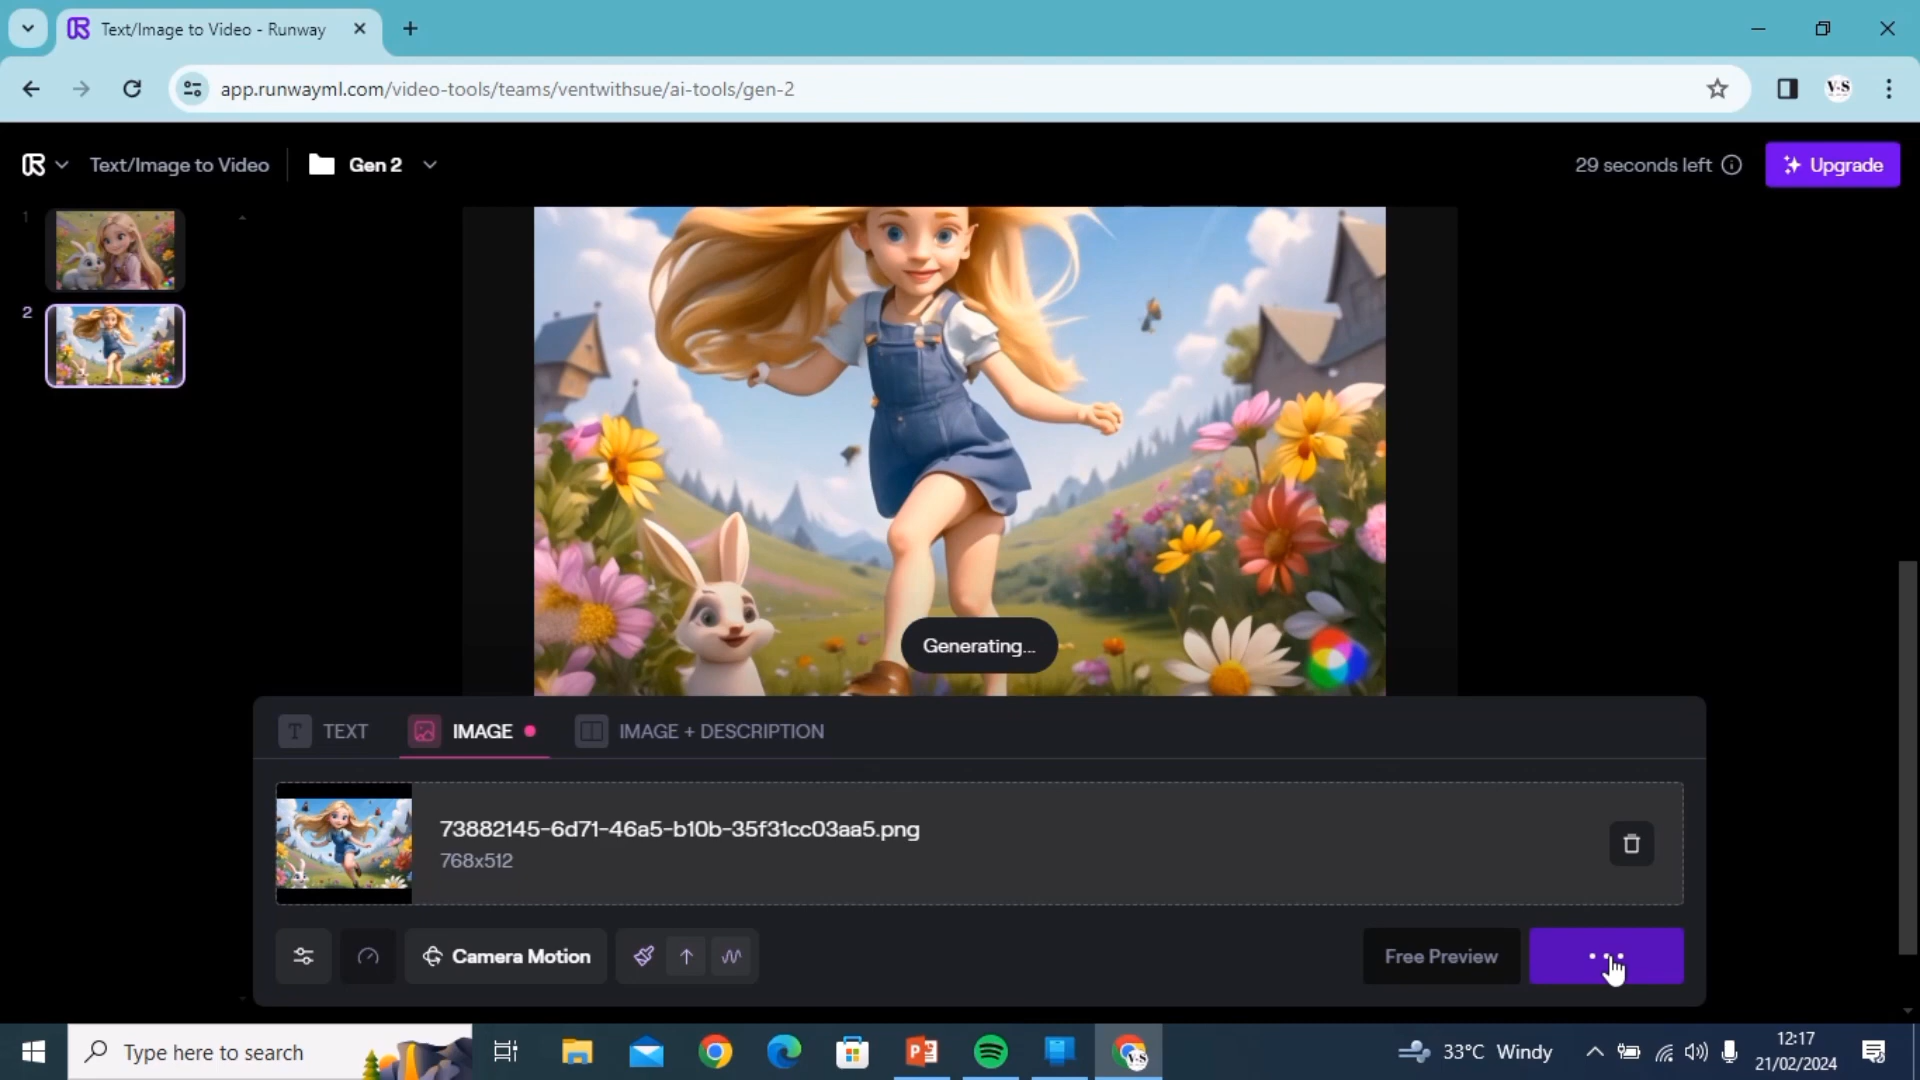 Text/Image to Video - Runway
app.runwayml.com/video-tools/teams/ventwithsue/ai-tools/gen-2
V·S
Text/Image to Video
Gen 2
29 seconds left
Upgrade
1
2
Generating...
T TEXT
IMAGE
IMAGE + DESCRIPTION
73882145-6d71-46a5-b10b-35f31cc03aa5.png
768x512
Camera Motion
Free Preview
Type here to search
33°C Windy
12:17
21/02/2024